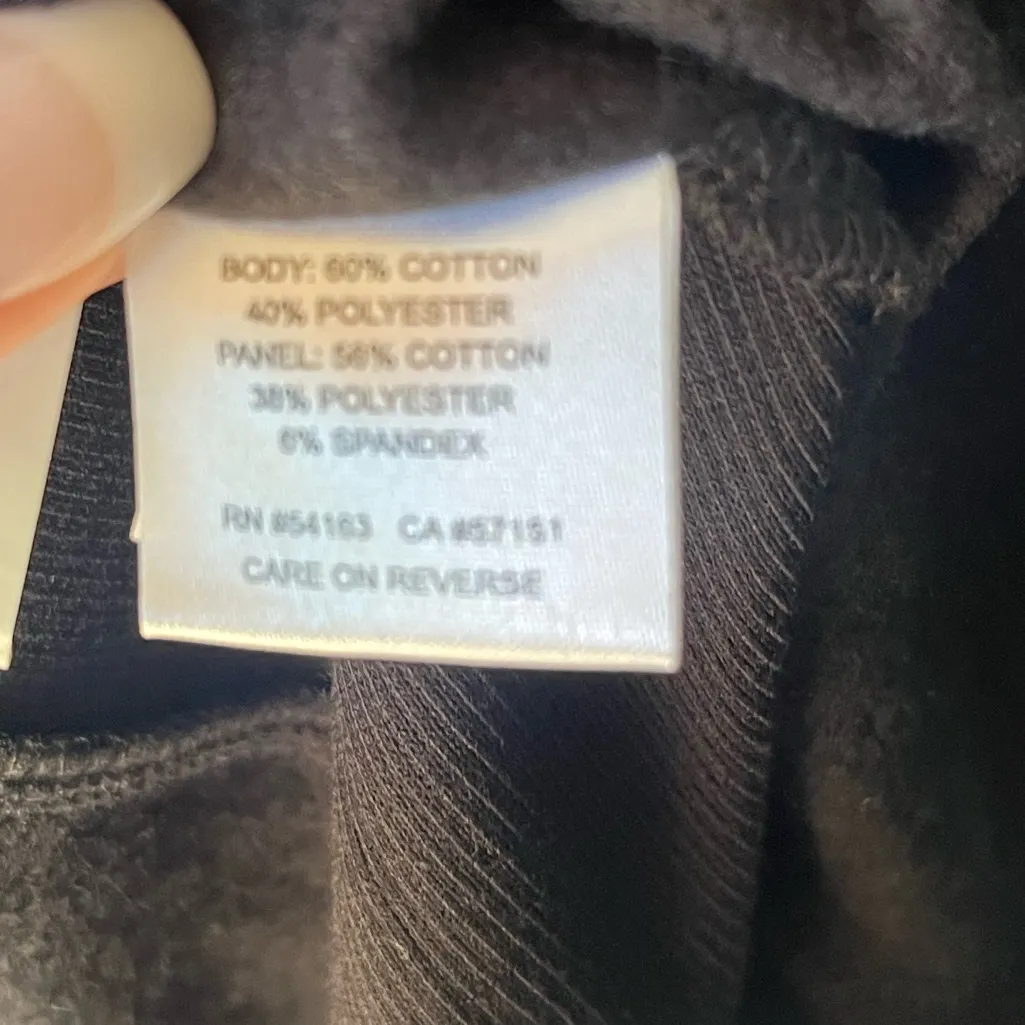 BODY: 60% COTTON
40% POLYESTER
PANEL: 56% COTTON
38% POLYESTER
6% SPANDEX
RN #54163 CA #57151
CARE ON REVERSE